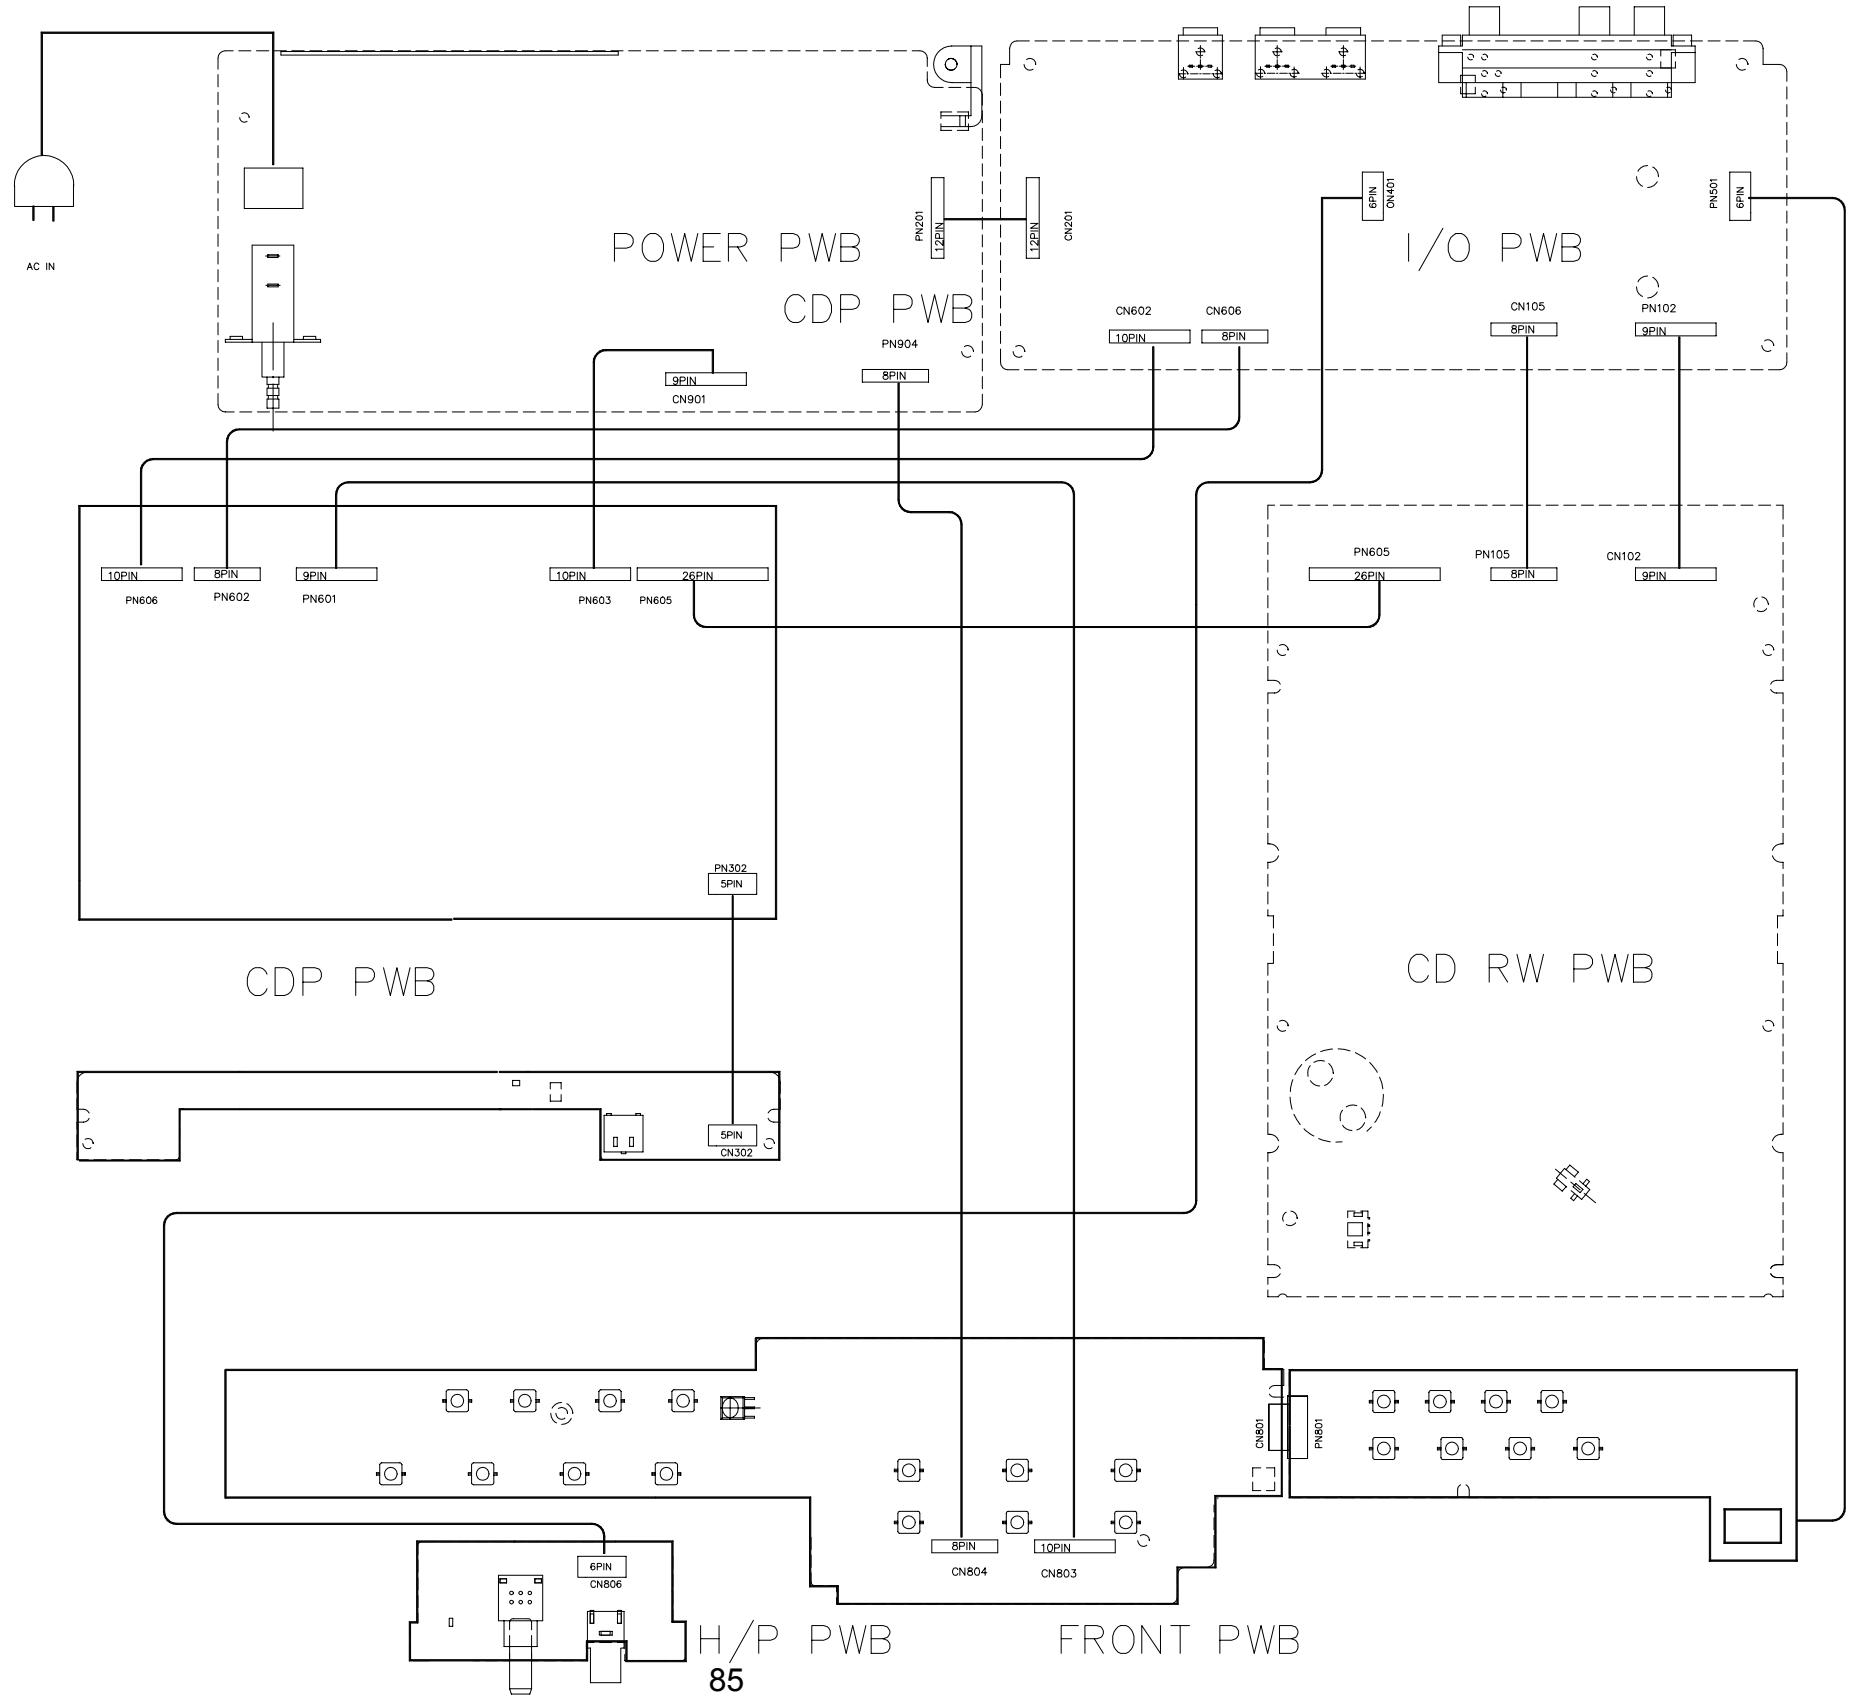 AC IN
POWER PWB
CDP PWB
PN201
12PIN
12PIN
CN201
I/O PWB
6PIN
ON401
PN501
6PIN
CN602
10PIN
CN606
8PIN
CN105
8PIN
PN102
9PIN
PN904
8PIN
9PIN
CN901
10PIN
PN606
8PIN
PN602
9PIN
PN601
10PIN
PN603
26PIN
PN605
PN605
26PIN
PN105
8PIN
CN102
9PIN
PN302
5PIN
CDP PWB
CD RW PWB
5PIN
CN302
CN801
PN801
8PIN
CN804
10PIN
CN803
6PIN
CN806
H/P PWB
FRONT PWB
85